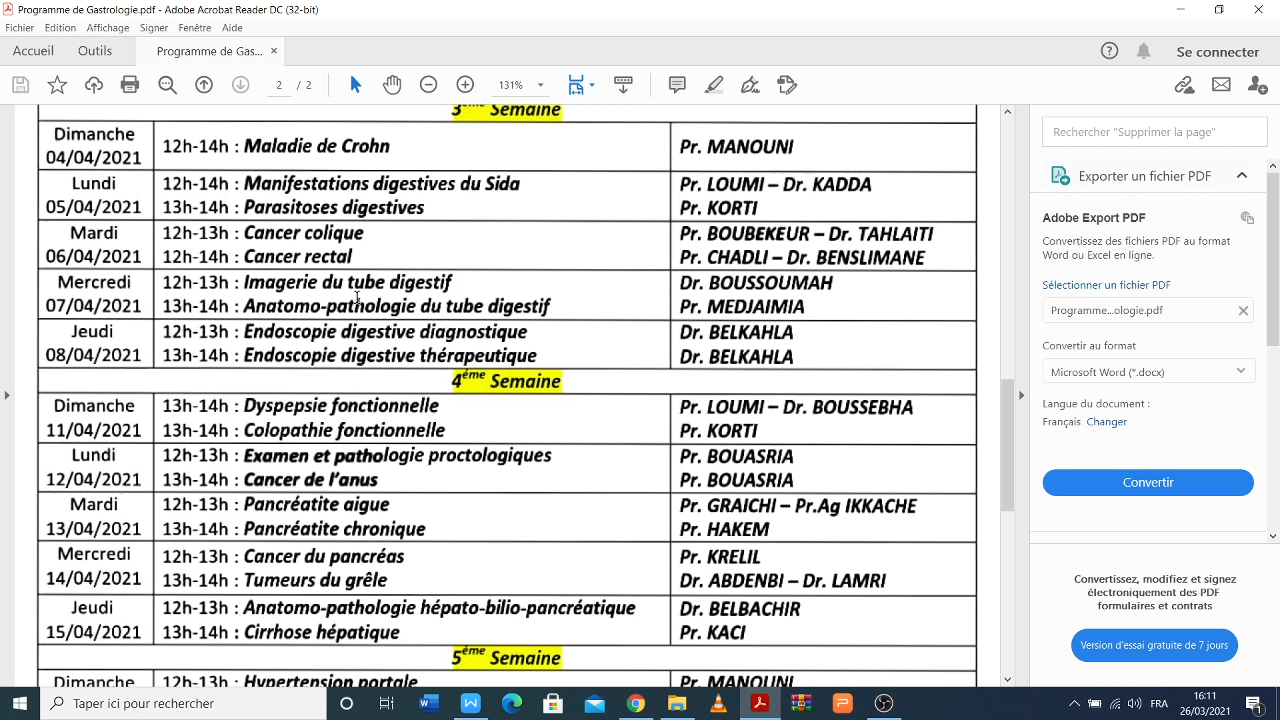 Programme de Gastrologie.pdf - Adobe Acrobat Reader DC (32-bit)
Fichier Edition Affichage Signer Fenêtre Aide
Accueil Outils Programme de Gas... × Se connecter
2 / 2 131%
3ème Semaine
Dimanche 04/04/2021
12h-14h : Maladie de Crohn
Pr. MANOUNI
Lundi 05/04/2021
12h-14h : Manifestations digestives du Sida
Pr. LOUMI – Dr. KADDA
13h-14h : Parasitoses digestives
Pr. KORTI
Mardi 06/04/2021
12h-13h : Cancer colique
Pr. BOUBEKEUR – Dr. TAHLAITI
12h-14h : Cancer rectal
Pr. CHADLI – Dr. BENSLIMANE
Mercredi 07/04/2021
12h-13h : Imagerie du tube digestif
Dr. BOUSSOUMAH
13h-14h : Anatomo-pathologie du tube digestif
Pr. MEDJAIMIA
Jeudi 08/04/2021
12h-13h : Endoscopie digestive diagnostique
Dr. BELKAHLA
13h-14h : Endoscopie digestive thérapeutique
Dr. BELKAHLA
4éme Semaine
Dimanche 11/04/2021
13h-14h : Dyspepsie fonctionnelle
Pr. LOUMI – Dr. BOUSSEBHA
13h-14h : Colopathie fonctionnelle
Pr. KORTI
Lundi 12/04/2021
12h-13h : Examen et pathologie proctologiques
Pr. BOUASRIA
13h-14h : Cancer de l'anus
Pr. BOUASRIA
Mardi 13/04/2021
12h-13h : Pancréatite aigue
Pr. GRAICHI – Pr.Ag IKKACHE
13h-14h : Pancréatite chronique
Pr. HAKEM
Mercredi 14/04/2021
12h-13h : Cancer du pancréas
Pr. KRELIL
13h-14h : Tumeurs du grêle
Dr. ABDENBI – Dr. LAMRI
Jeudi 15/04/2021
12h-13h : Anatomo-pathologie hépato-bilio-pancréatique
Dr. BELBACHIR
13h-14h : Cirrhose hépatique
Pr. KACI
5éme Semaine
Dimanche
12h-13h : Hypertension portale
Pr. MANOUNI
Rechercher "Supprimer la page"
Exporter un fichier PDF
Adobe Export PDF
Convertissez des fichiers PDF au format
Word ou Excel en ligne.
Sélectionner un fichier PDF
Programme...ologie.pdf
Convertir au format
Microsoft Word (*.docx)
Langue du document :
Français Changer
Convertir
Convertissez, modifiez et signez
électroniquement des PDF
formulaires et contrats
Version d'essai gratuite de 7 jours
Taper ici pour rechercher
FRA
16:11
26/03/2021